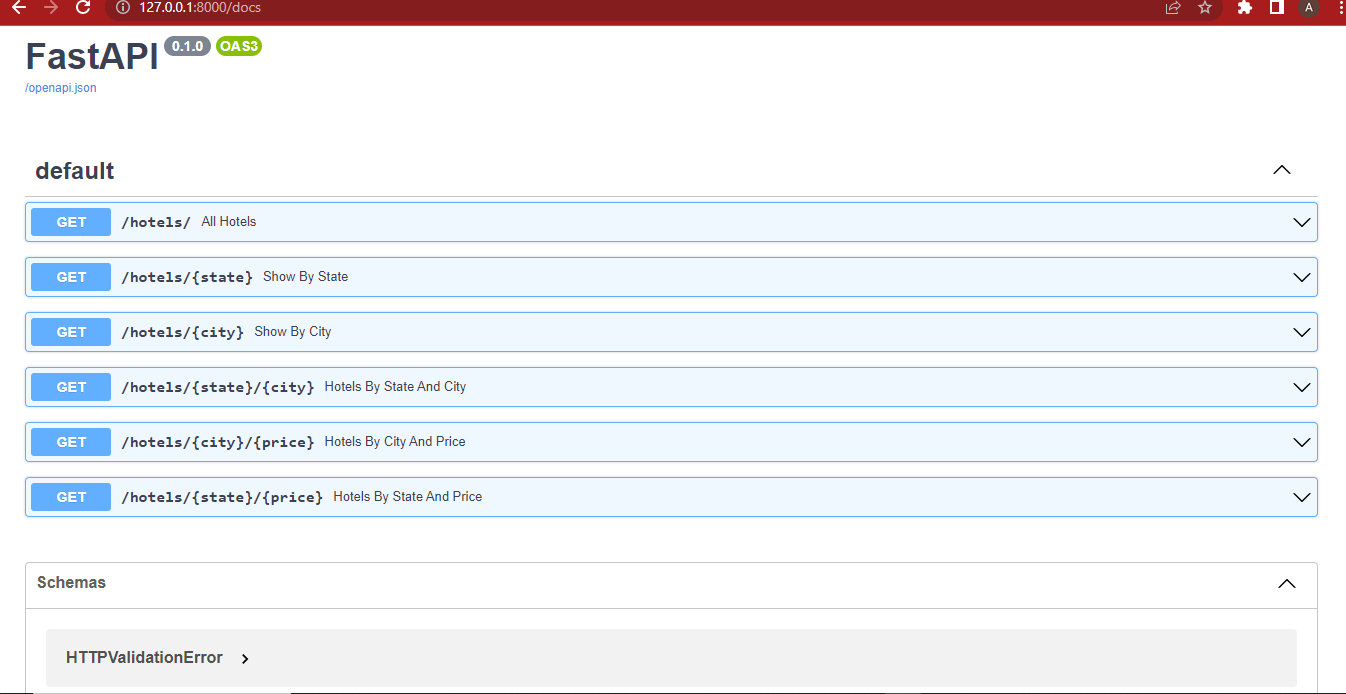 127.0.0.1:8000/docs
A
FastAPI 0.1.0 OAS3
/openapi.json
default
GET /hotels/ All Hotels
GET /hotels/{state} Show By State
GET /hotels/{city} Show By City
GET /hotels/{state}/{city} Hotels By State And City
GET /hotels/{city}/{price} Hotels By City And Price
GET /hotels/{state}/{price} Hotels By State And Price
Schemas
HTTPValidationError